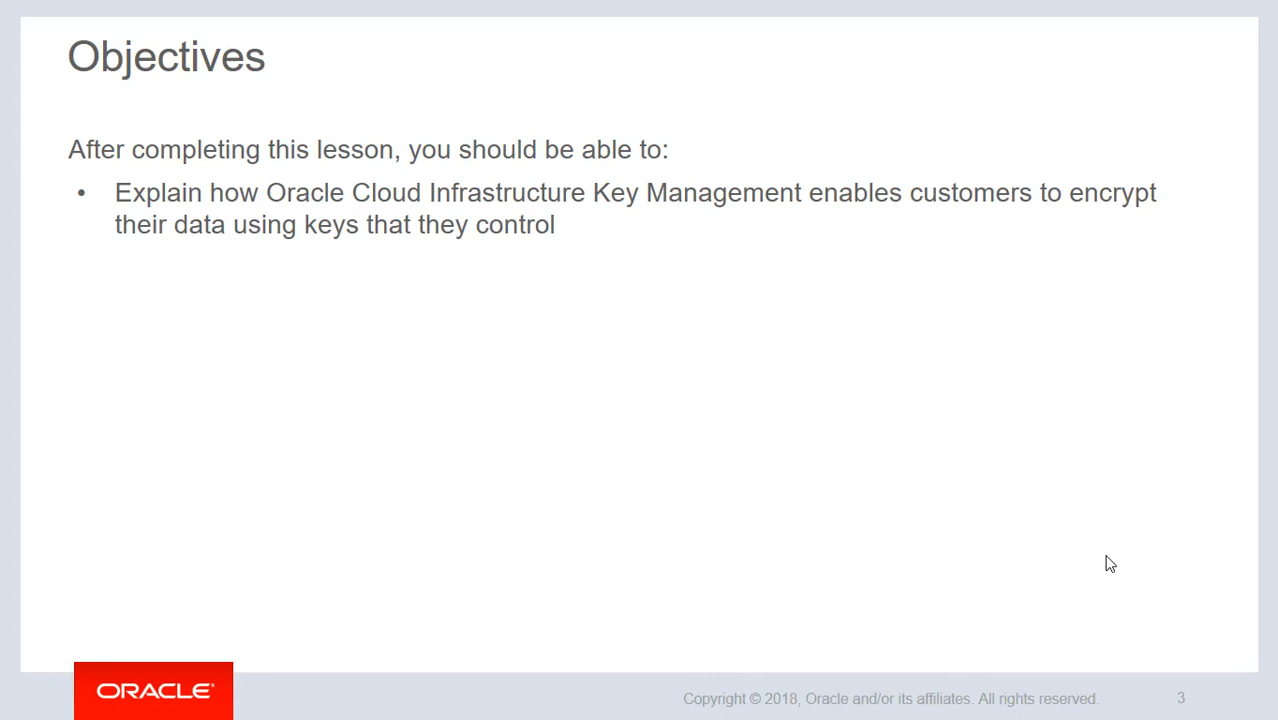 Objectives
After completing this lesson, you should be able to:
• Explain how Oracle Cloud Infrastructure Key Management enables customers to encrypt
their data using keys that they control
ORACLE®
Copyright © 2018, Oracle and/or its affiliates. All rights reserved.
3